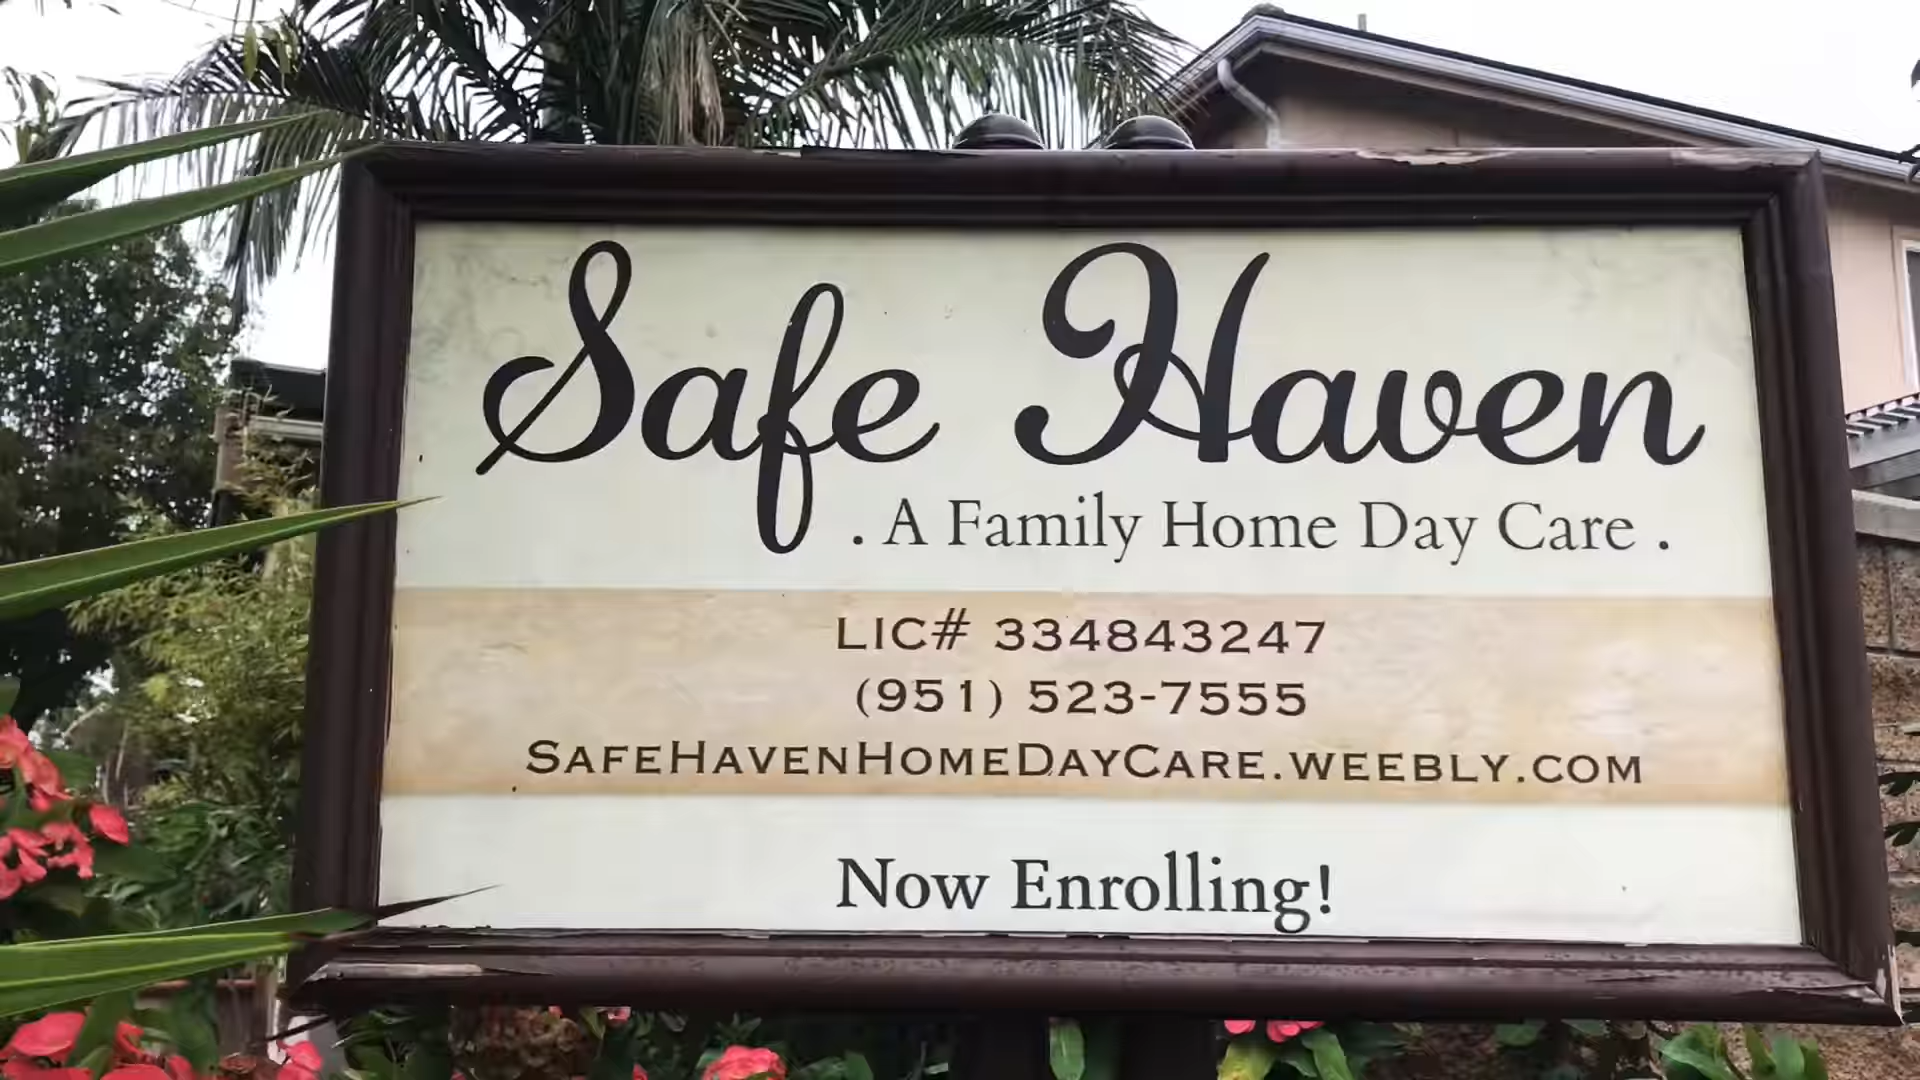 Safe Haven
. A Family Home Day Care .
LIC# 334843247
(951) 523-7555
SAFEHAVENHOMEDAYCARE.WEEBLY.COM
Now Enrolling!